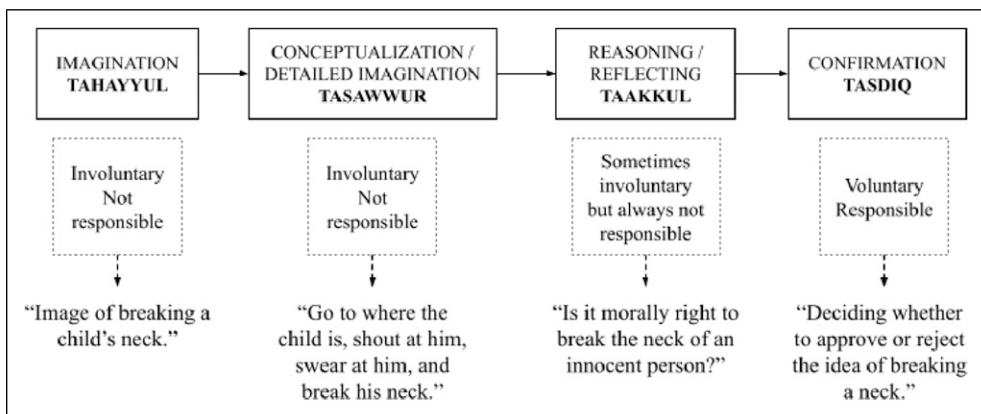 IMAGINATION
TAHAYYUL
CONCEPTUALIZATION /
DETAILED IMAGINATION
TASAWWUR
REASONING /
REFLECTING
TAAKKUL
CONFIRMATION
TASDIQ
Involuntary
Not
responsible
Involuntary
Not
responsible
Sometimes
involuntary
but always not
responsible
Voluntary
Responsible
“Image of breaking a
child’s neck.”
“Go to where the
child is, shout at him,
swear at him, and
break his neck.”
“Is it morally right to
break the neck of an
innocent person?”
“Deciding whether
to approve or reject
the idea of breaking
a neck.”